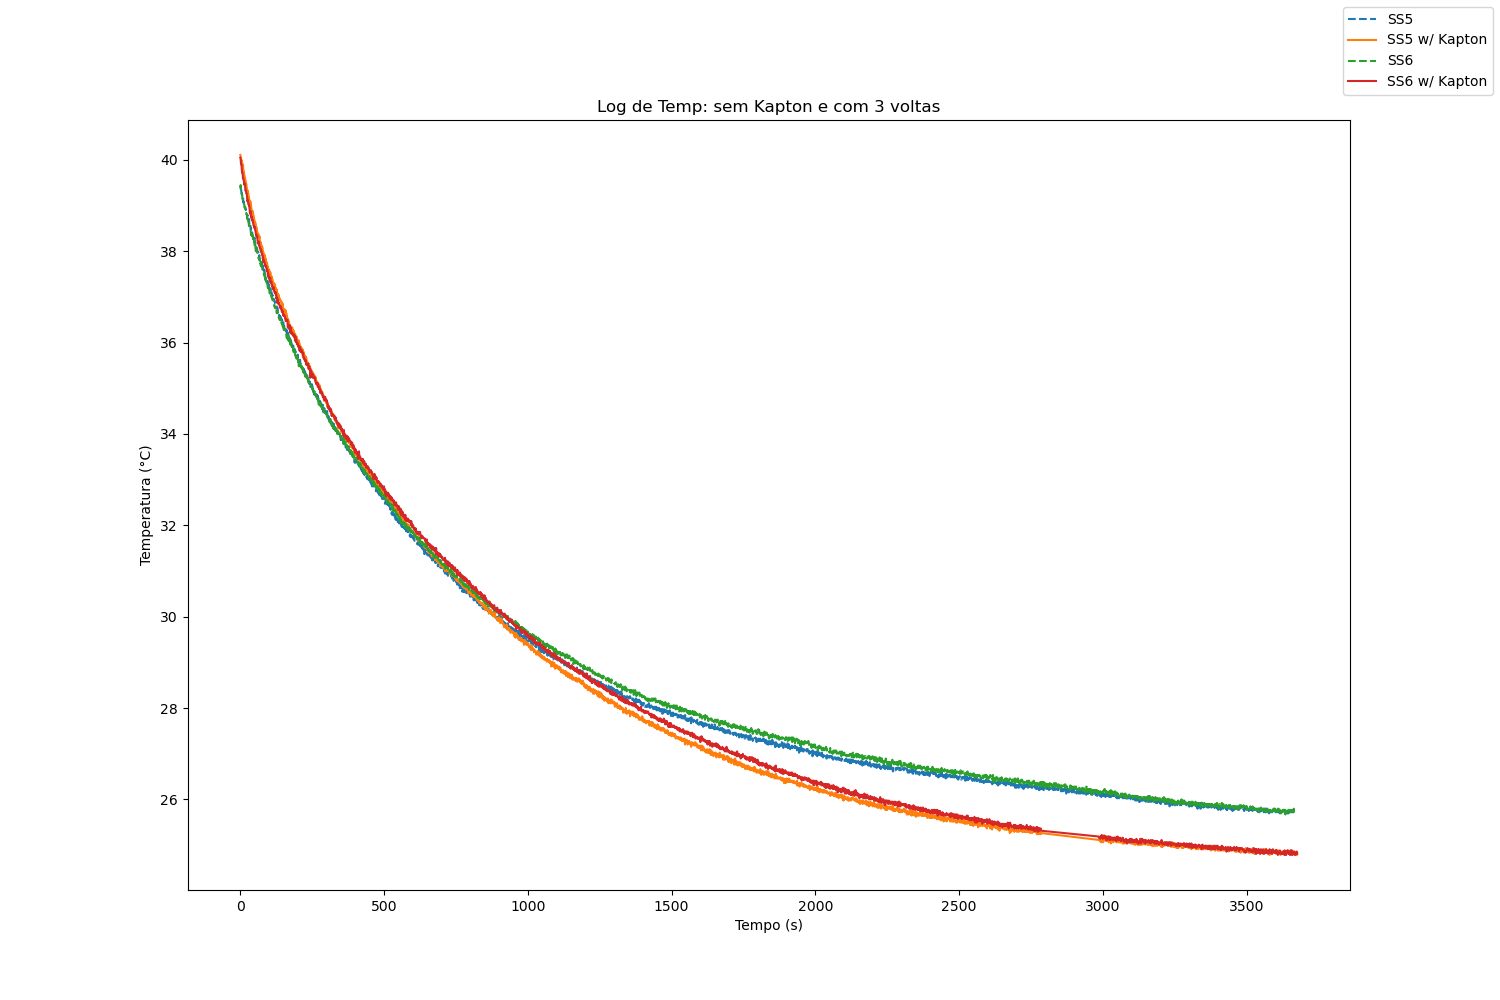 SS5
SS5 w/ Kapton
SS6
SS6 w/ Kapton
Log de Temp: sem Kapton e com 3 voltas
40
38
36
34
32
30
28
26
Temperatura (°C)
0 500 1000 1500 2000 2500 3000 3500
Tempo (s)